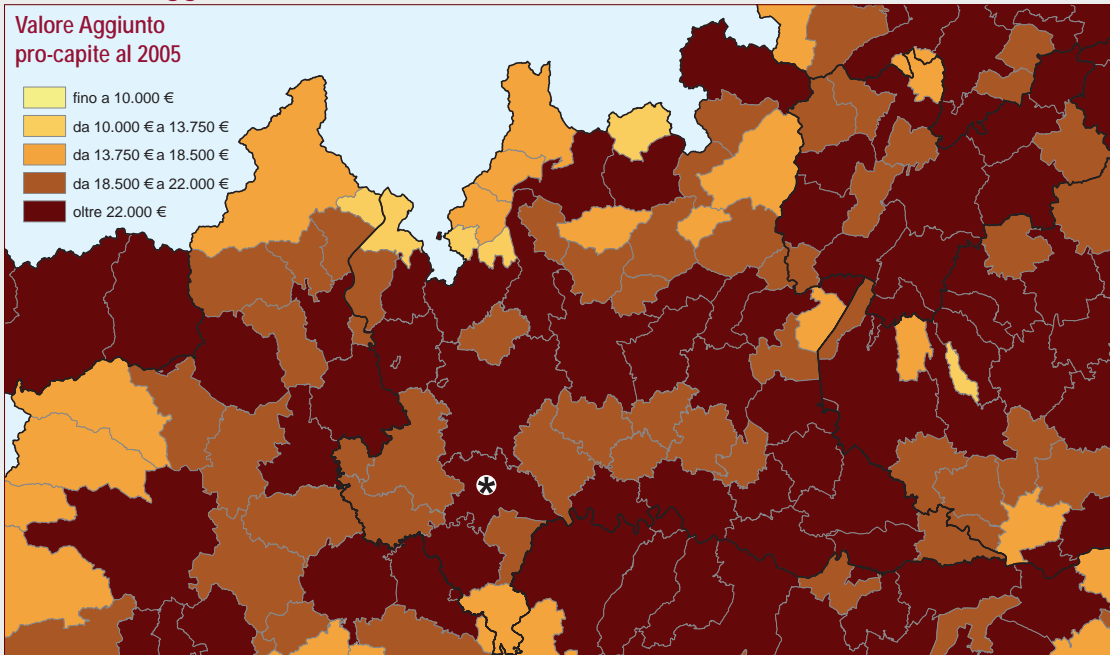 Valore Aggiunto
pro-capite al 2005
fino a 10.000 €
da 10.000 € a 13.750 €
da 13.750 € a 18.500 €
da 18.500 € a 22.000 €
oltre 22.000 €